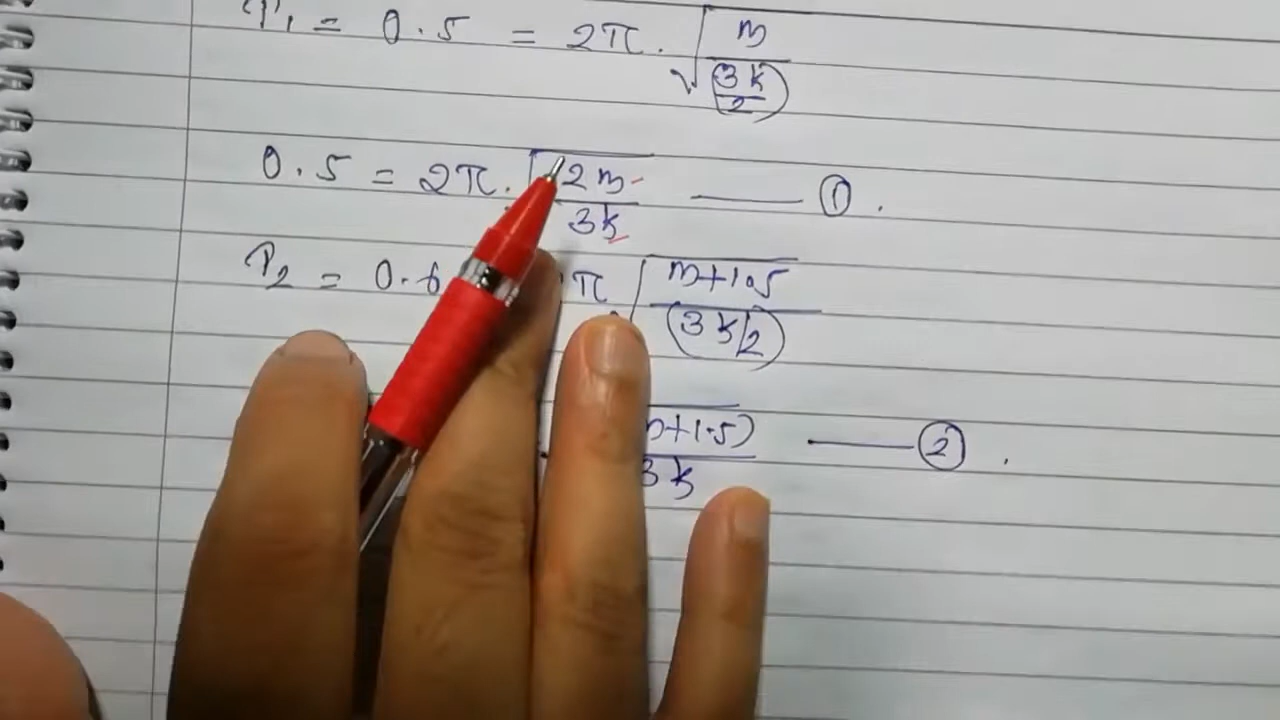 T₁ = 0.5 = 2π. √(m/(3k/2))
0.5 = 2π. √(2m/3k) —— ①.
T₂ = 0.6 π √(m+1.5/(3k/2))
m+1.5)/3k —— ②.